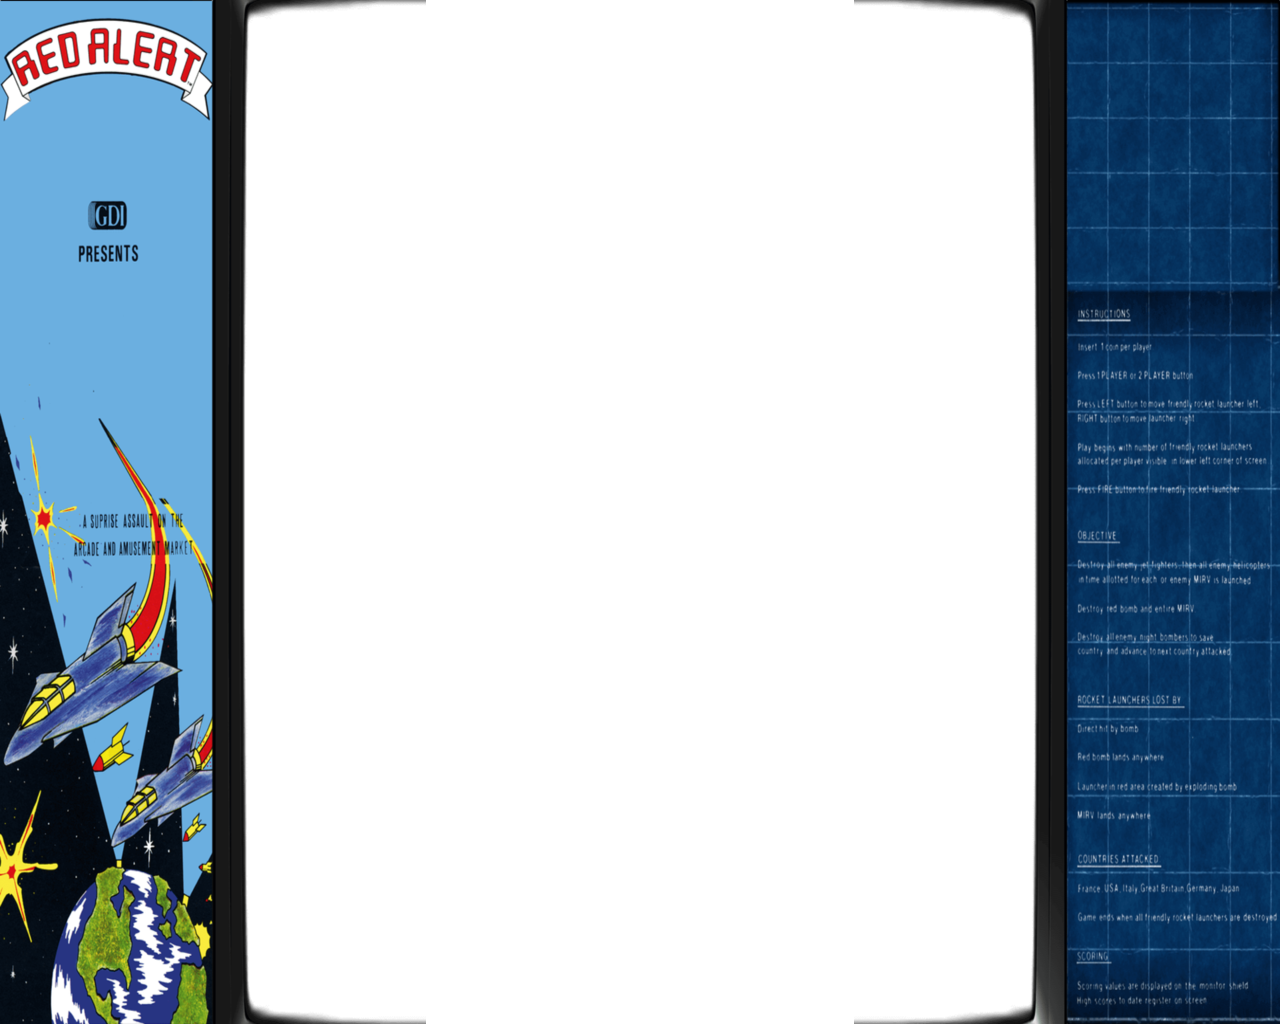 RED ALERT
GDI
PRESENTS
A SUPRISE ASSAULT ON THE
ARCADE AND AMUSEMENT MARKET
INSTRUCTIONS
Insert 1 coin per player
Press 1 PLAYER or 2 PLAYER button
Press LEFT button to move friendly rocket launcher left.
RIGHT button to move launcher right
Play begins with number of friendly rocket launchers
allocated per player visible in lower left corner of screen
Press FIRE button to fire friendly rocket launcher
OBJECTIVE
Destroy all enemy jet fighters, then all enemy helicopters
in time allotted for each or enemy MIRV is launched
Destroy red bomb and entire MIRV
Destroy all enemy night bombers to save
country and advance to next country attacked
ROCKET LAUNCHERS LOST BY
Direct hit by bomb
Red bomb lands anywhere
Launcher in red area created by exploding bomb
MIRV lands anywhere
COUNTRIES ATTACKED
France, USA, Italy, Great Britain, Germany, Japan
Game ends when all friendly rocket launchers are destroyed
SCORING
Scoring values are displayed on the monitor shield
High scores to date register on screen